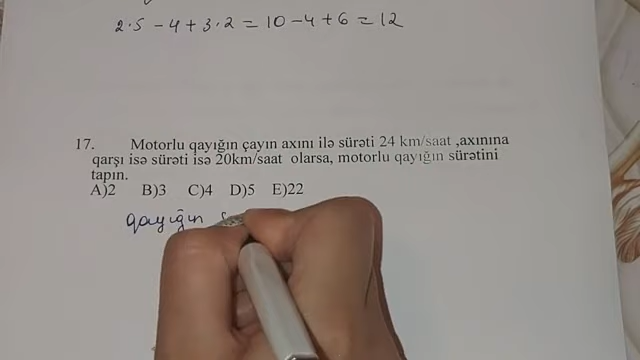 2·5 - 4 + 3·2 = 10 - 4 + 6 = 12
17. Motorlu qayığın çayın axını ilə sürəti 24 km/saat ,axınına
qarşı isə sürəti isə 20km/saat olarsa, motorlu qayığın sürətini
tapın.
A)2 B)3 C)4 D)5 E)22
qayığın